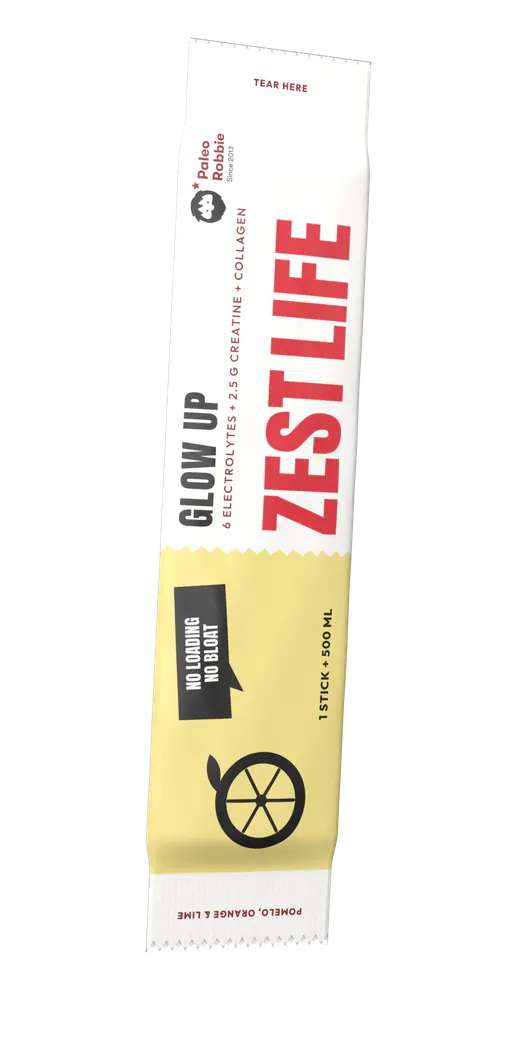 TEAR HERE
Paleo
Robbie
Since 2013
GLOW UP
6 ELECTROLYTES + 2.5 G CREATINE + COLLAGEN
ZEST LIFE
NO LOADING
NO BLOAT
1 STICK + 500 ML
POMELO, ORANGE & LIME